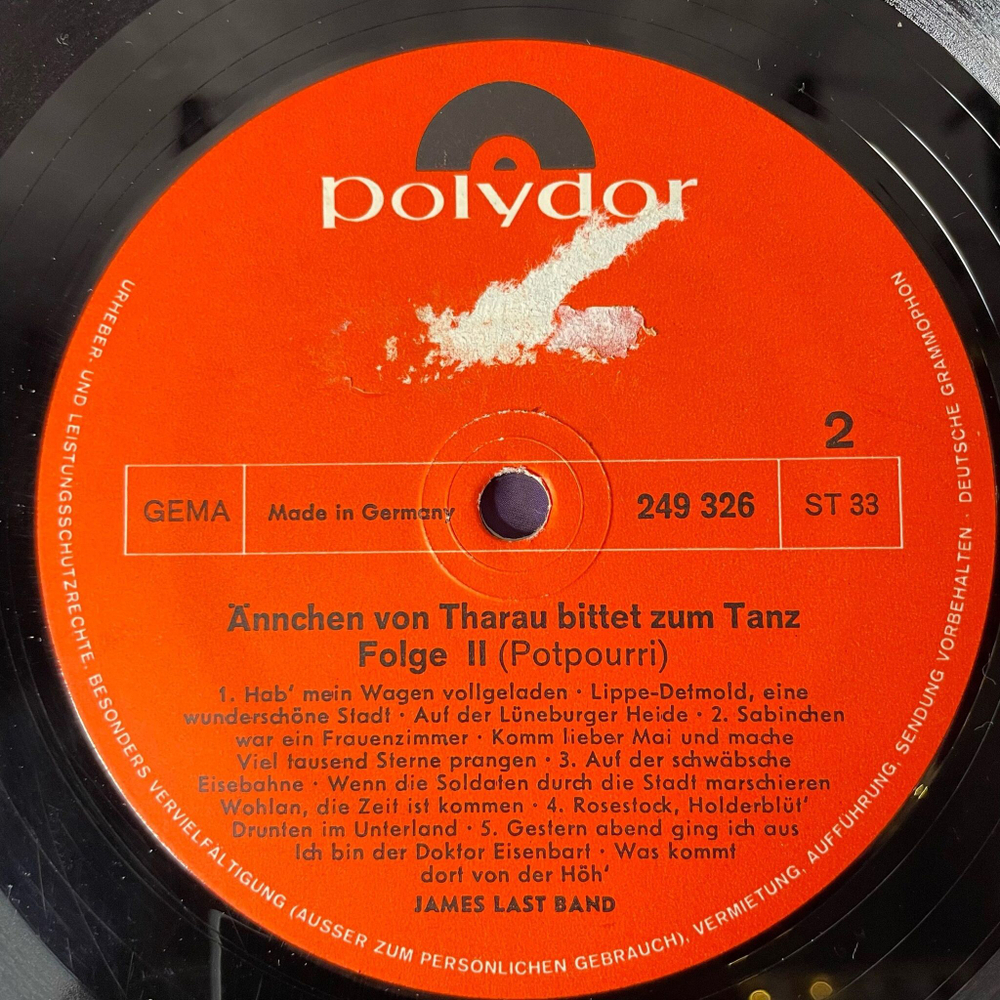 polydor
2
GEMA
Made in Germany
249 326
ST 33
Ännchen von Tharau bittet zum Tanz
Folge II (Potpourri)
1. Hab' mein Wagen vollgeladen · Lippe-Detmold, eine
wunderschöne Stadt · Auf der Lüneburger Heide · 2. Sabinchen
war ein Frauenzimmer · Komm lieber Mai und mache
Viel tausend Sterne prangen · 3. Auf der schwäbsche
Eisebahne · Wenn die Soldaten durch die Stadt marschieren
Wohlan, die Zeit ist kommen · 4. Rosestock, Holderblüt'
Drunten im Unterland · 5. Gestern abend ging ich aus
Ich bin der Doktor Eisenbart · Was kommt
dort von der Höh'
JAMES LAST BAND
URHEBER- UND LEISTUNGSSCHUTZRECHTE. BESONDERS VERVIELFÄLTIGUNG (AUSSER ZUM PERSÖNLICHEN GEBRAUCH), VERMIETUNG, AUFFÜHRUNG, SENDUNG VORBEHALTEN · DEUTSCHE GRAMMOPHON